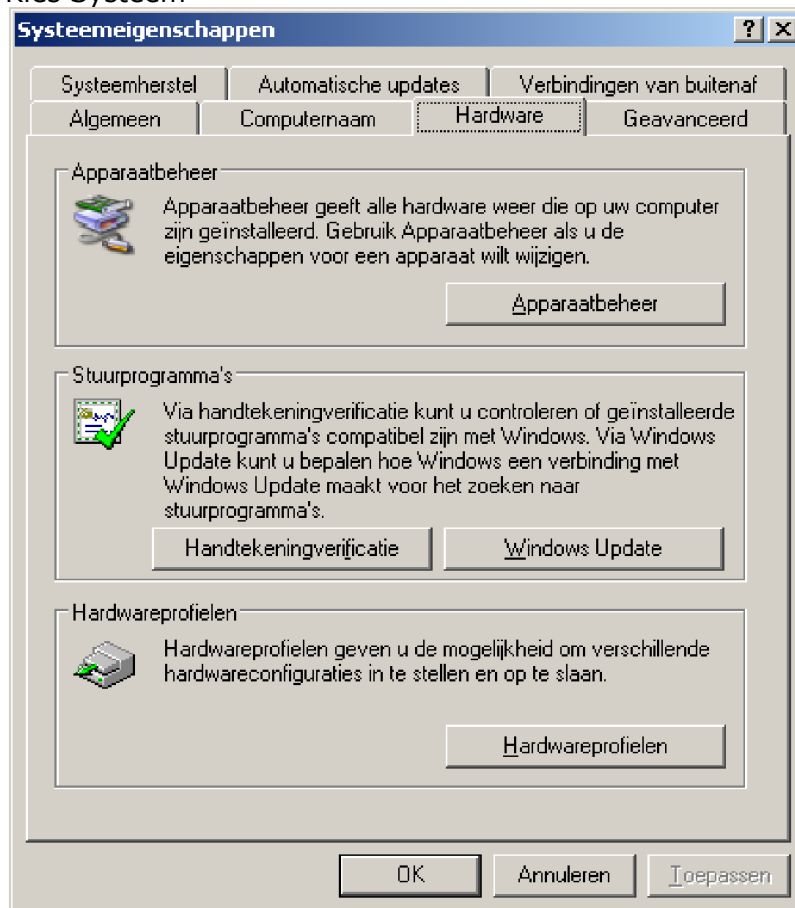 Kies Systeem
Systeemeigenschappen
Systeemherstel
Automatische updates
Verbindingen van buitenaf
Algemeen
Computernaam
Hardware
Geavanceerd
Apparaatbeheer
Apparaatbeheer geeft alle hardware weer die op uw computer
zijn geïnstalleerd. Gebruik Apparaatbeheer als u de
eigenschappen voor een apparaat wilt wijzigen.
Apparaatbeheer
Stuurprogramma's
Via handtekeningverificatie kunt u controleren of geïnstalleerde
stuurprogramma's compatibel zijn met Windows. Via Windows
Update kunt u bepalen hoe Windows een verbinding met
Windows Update maakt voor het zoeken naar
stuurprogramma's.
Handtekeningverificatie
Windows Update
Hardwareprofielen
Hardwareprofielen geven u de mogelijkheid om verschillende
hardwareconfiguraties in te stellen en op te slaan.
Hardwareprofielen
OK
Annuleren
Toepassen